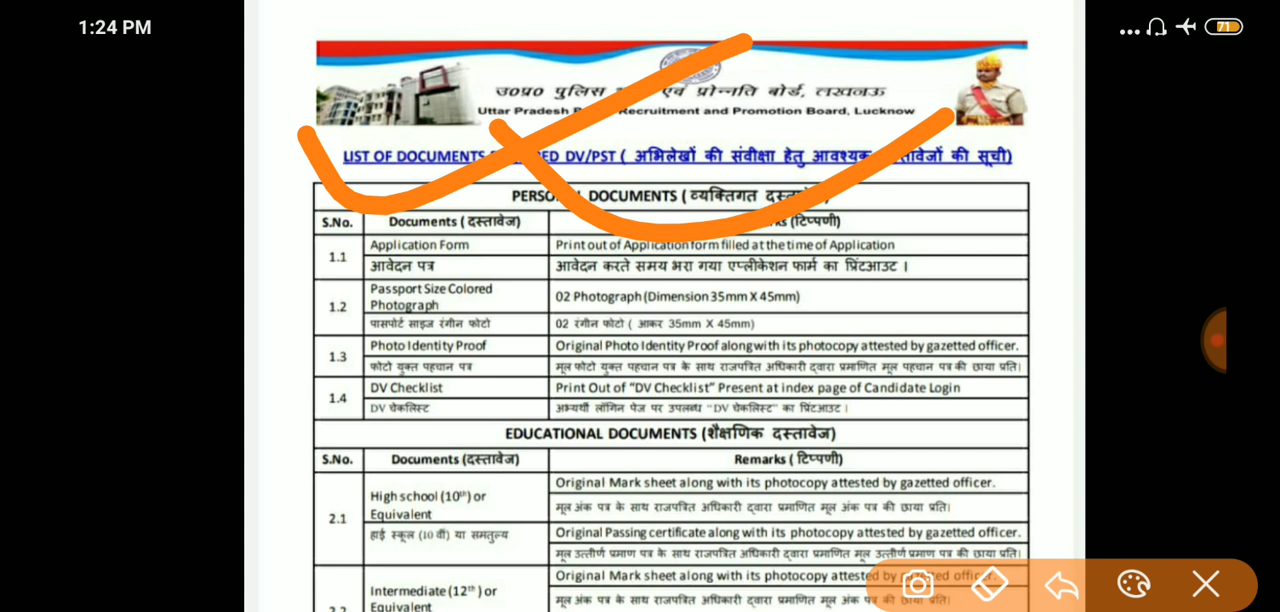 1:24 PM
71
उ०प्र० पुलिस एवं प्रोन्नति बोर्ड, लखनऊ
Uttar Pradesh Recruitment and Promotion Board, Lucknow
LIST OF DOCUMENTS DV/PST ( अभिलेखों की संवीक्षा हेतु आवश्यक की सूची)
DOCUMENTS ( व्यक्तिगत
S.No. Documents ( दस्तावेज) (टिप्पणी)
1.1 Application Form Print out of Application form filled at the time of Application
आवेदन पत्र आवेदन करते समय भरा गया एप्लीकेशन फार्म का प्रिंटआउट ।
1.2 Passport Size Colored Photograph 02 Photograph (Dimension 35mm X 45mm)
पासपोर्ट साइज रंगीन फोटो 02 रंगीन फोटो ( आकर 35mm X 45mm)
1.3 Photo Identity Proof Original Photo Identity Proof along with its photocopy attested by gazetted officer.
फोटो युक्त पहचान पत्र मूल फोटो युक्त पहचान पत्र के साथ राजपत्रित अधिकारी द्वारा प्रमाणित मूल पहचान पत्र की छाया प्रति।
1.4 DV Checklist Print Out of “DV Checklist” Present at index page of Candidate Login
DV चेकलिस्ट अभ्यर्थी लॉगिन पेज पर उपलब्ध “DV चेकलिस्ट” का प्रिंटआउट ।
EDUCATIONAL DOCUMENTS (शैक्षणिक दस्तावेज)
S.No. Documents (दस्तावेज) Remarks ( टिप्पणी)
2.1 High school (10th) or Equivalent Original Mark sheet along with its photocopy attested by gazetted officer.
मूल अंक पत्र के साथ राजपत्रित अधिकारी द्वारा प्रमाणित मूल अंक पत्र की छाया प्रति।
हाई स्कूल (10 वीं) या समतुल्य Original Passing certificate along with its photocopy attested by gazetted officer.
मूल उत्तीर्ण प्रमाण पत्र के साथ राजपत्रित अधिकारी द्वारा प्रमाणित मूल उत्तीर्ण प्रमाण पत्र की छाया प्रति।
Intermediate (12th ) or Equivalent Original Mark sheet along with its photocopy attested by
मूल अंक पत्र के साथ राजपत्रित अधिकारी द्वारा प्रमाणित मूल अंक पत्र की छाया प्रति।